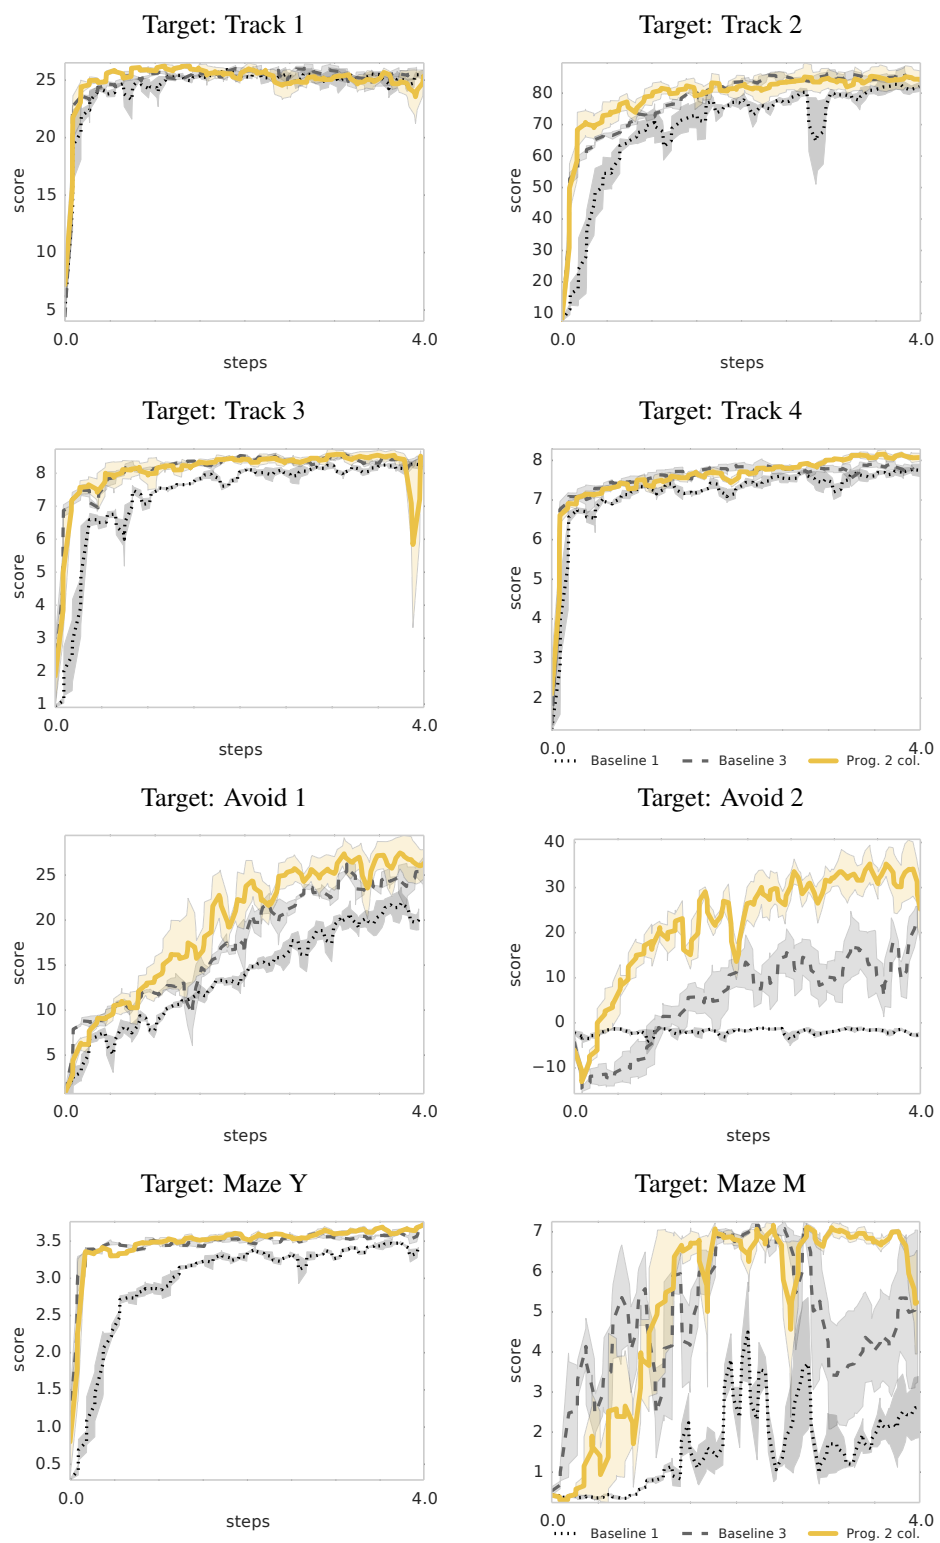 Target: Track 1
Target: Track 2
25
20
15
10
5
score
0.0
4.0
steps
80
70
60
50
40
30
20
10
score
0.0
4.0
steps
Target: Track 3
Target: Track 4
8
7
6
5
4
3
2
1
score
0.0
4.0
steps
8
7
6
5
4
3
2
score
0.0
4.0
Baseline 1
Baseline 3
Prog. 2 col.
Target: Avoid 1
Target: Avoid 2
25
20
15
10
5
score
0.0
4.0
steps
40
30
20
10
0
−10
score
0.0
4.0
steps
Target: Maze Y
Target: Maze M
3.5
3.0
2.5
2.0
1.5
1.0
0.5
score
0.0
4.0
steps
7
6
5
4
3
2
1
score
0.0
4.0
Baseline 1
Baseline 3
Prog. 2 col.